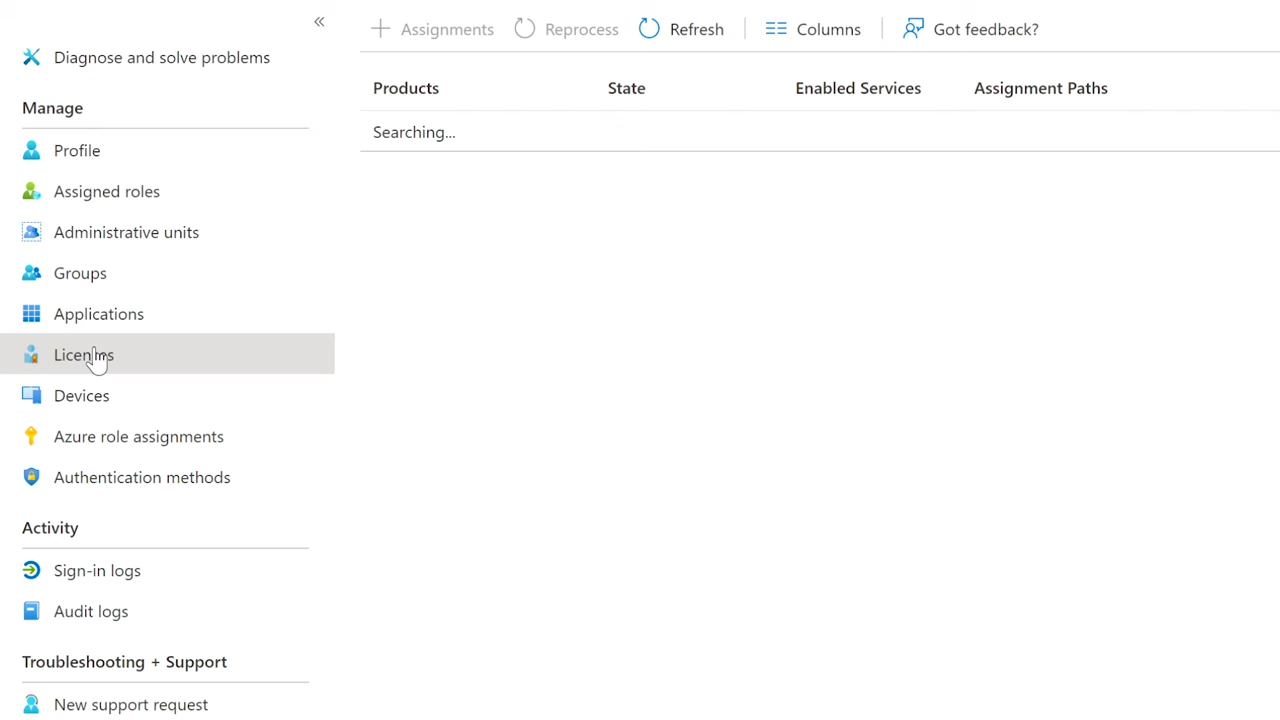 «
Diagnose and solve problems
Manage
Profile
Assigned roles
Administrative units
Groups
Applications
Licenses
Devices
Azure role assignments
Authentication methods
Activity
Sign-in logs
Audit logs
Troubleshooting + Support
New support request
Assignments Reprocess Refresh Columns Got feedback?
Products State Enabled Services Assignment Paths
Searching...